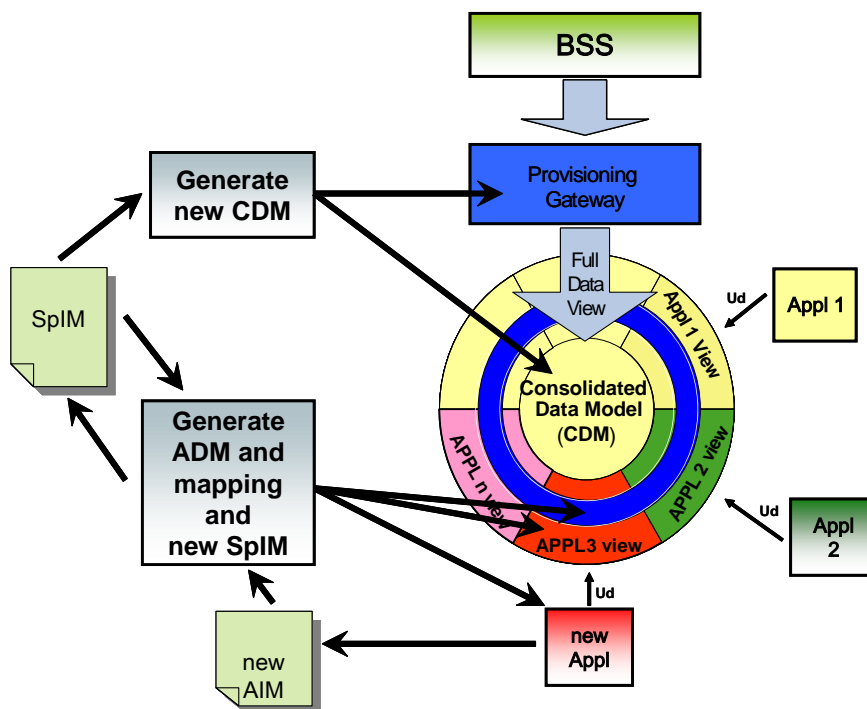 BSS
Generate
new CDM
Provisioning
Gateway
Full
Data
View
SpIM
Appl 1 View
Ud
Appl 1
Consolidated
Data Model
(CDM)
Generate
ADM and
mapping
and
new SpIM
APPL n view
APPL 2 view
APPL3 view
Ud
Appl
2
Ud
new
AIM
new
Appl